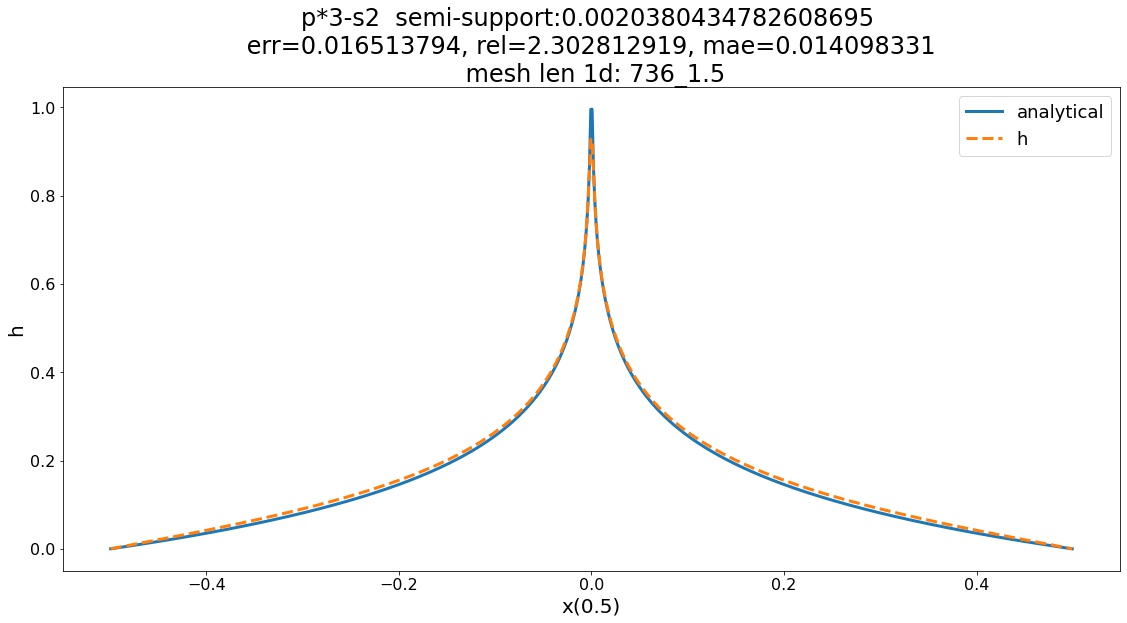 p*3-s2  semi-support:0.0020380434782608695
err=0.016513794, rel=2.302812919, mae=0.014098331
mesh len 1d: 736_1.5
analytical
h
1.0
0.8
0.6
0.4
0.2
0.0
h
−0.4
−0.2
0.0
0.2
0.4
x(0.5)